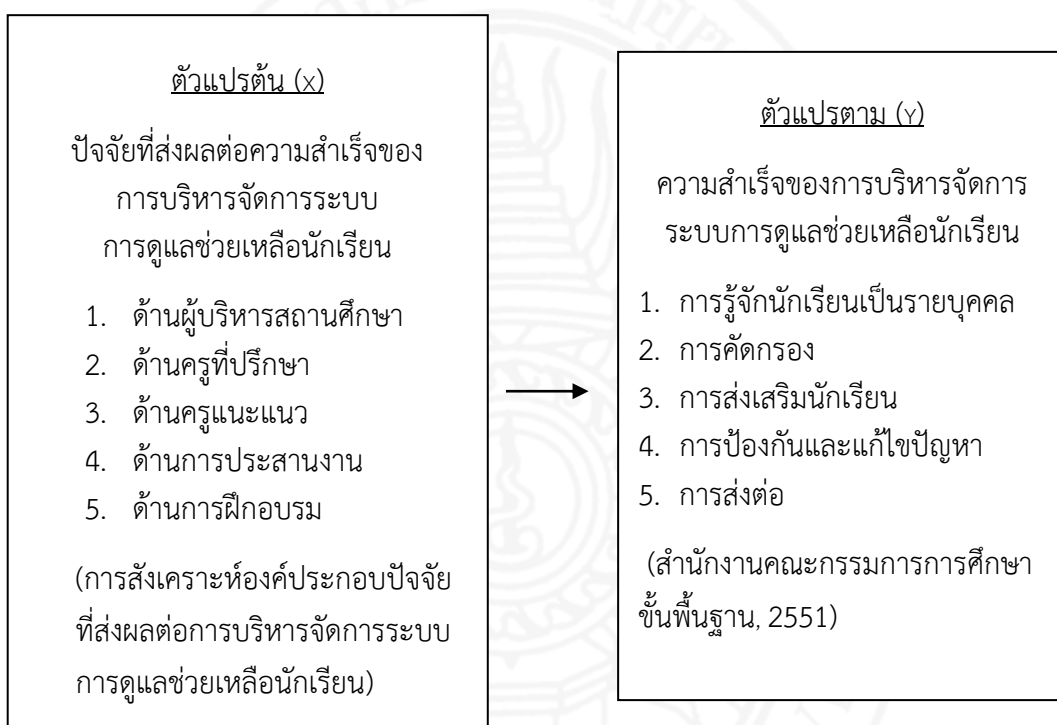 ตัวแปรต้น (X)
ปัจจัยที่ส่งผลต่อความสำเร็จของ
การบริหารจัดการระบบ
การดูแลช่วยเหลือนักเรียน
1. ด้านผู้บริหารสถานศึกษา
2. ด้านครูที่ปรึกษา
3. ด้านครูแนะแนว
4. ด้านการประสานงาน
5. ด้านการฝึกอบรม
(การสังเคราะห์องค์ประกอบปัจจัย
ที่ส่งผลต่อการบริหารจัดการระบบ
การดูแลช่วยเหลือนักเรียน)
ตัวแปรตาม (Y)
ความสำเร็จของการบริหารจัดการ
ระบบการดูแลช่วยเหลือนักเรียน
1. การรู้จักนักเรียนเป็นรายบุคคล
2. การคัดกรอง
3. การส่งเสริมนักเรียน
4. การป้องกันและแก้ไขปัญหา
5. การส่งต่อ
(สำนักงานคณะกรรมการการศึกษา
ขั้นพื้นฐาน, 2551)